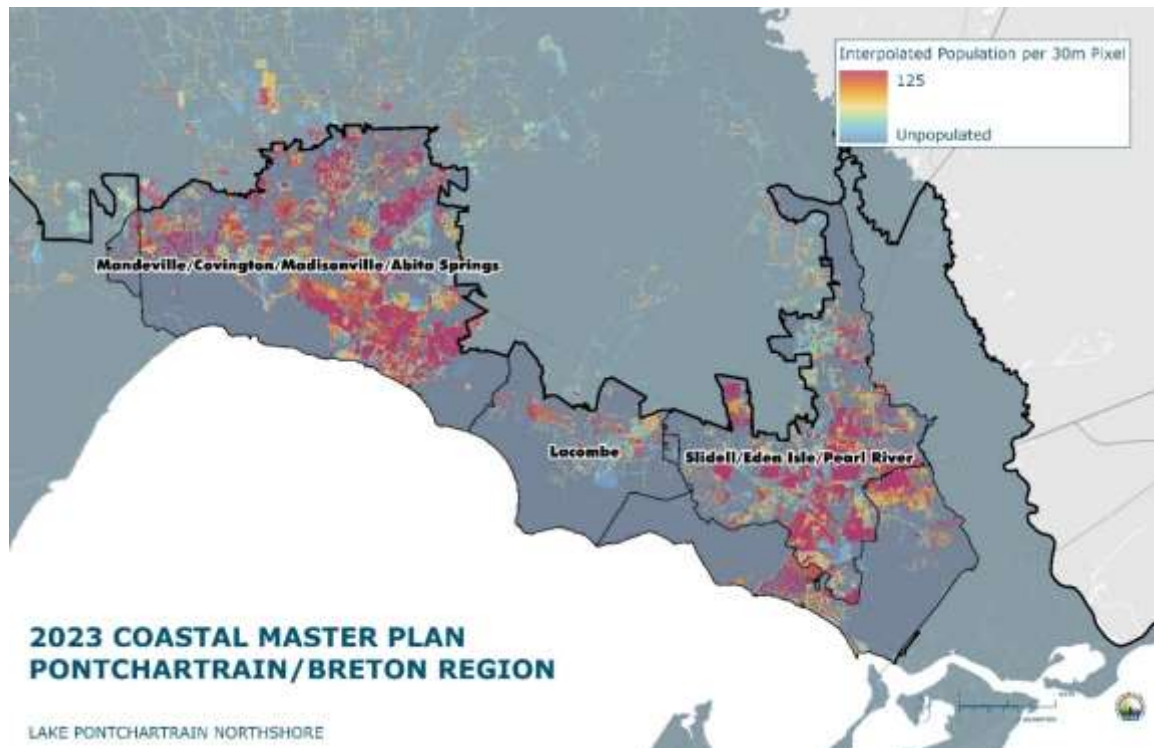 Interpolated Population per 30m Pixel
125
Unpopulated
Mandeville/Covington/Madisonville/Abita Springs
Lacombe
Slidell/Eden Isle/Pearl River
2023 COASTAL MASTER PLAN
PONTCHARTRAIN/BRETON REGION
LAKE PONTCHARTRAIN NORTHSHORE